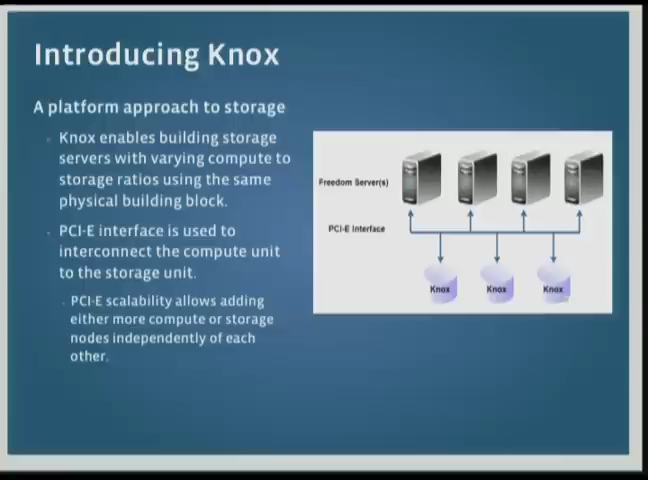 Introducing Knox
A platform approach to storage
Knox enables building storage
servers with varying compute to
storage ratios using the same
physical building block.
PCI-E interface is used to
interconnect the compute unit
to the storage unit.
PCI-E scalability allows adding
either more compute or storage
nodes independently of each
other.
Freedom Server(s)
PCI-E Interface
Knox
Knox
Knox